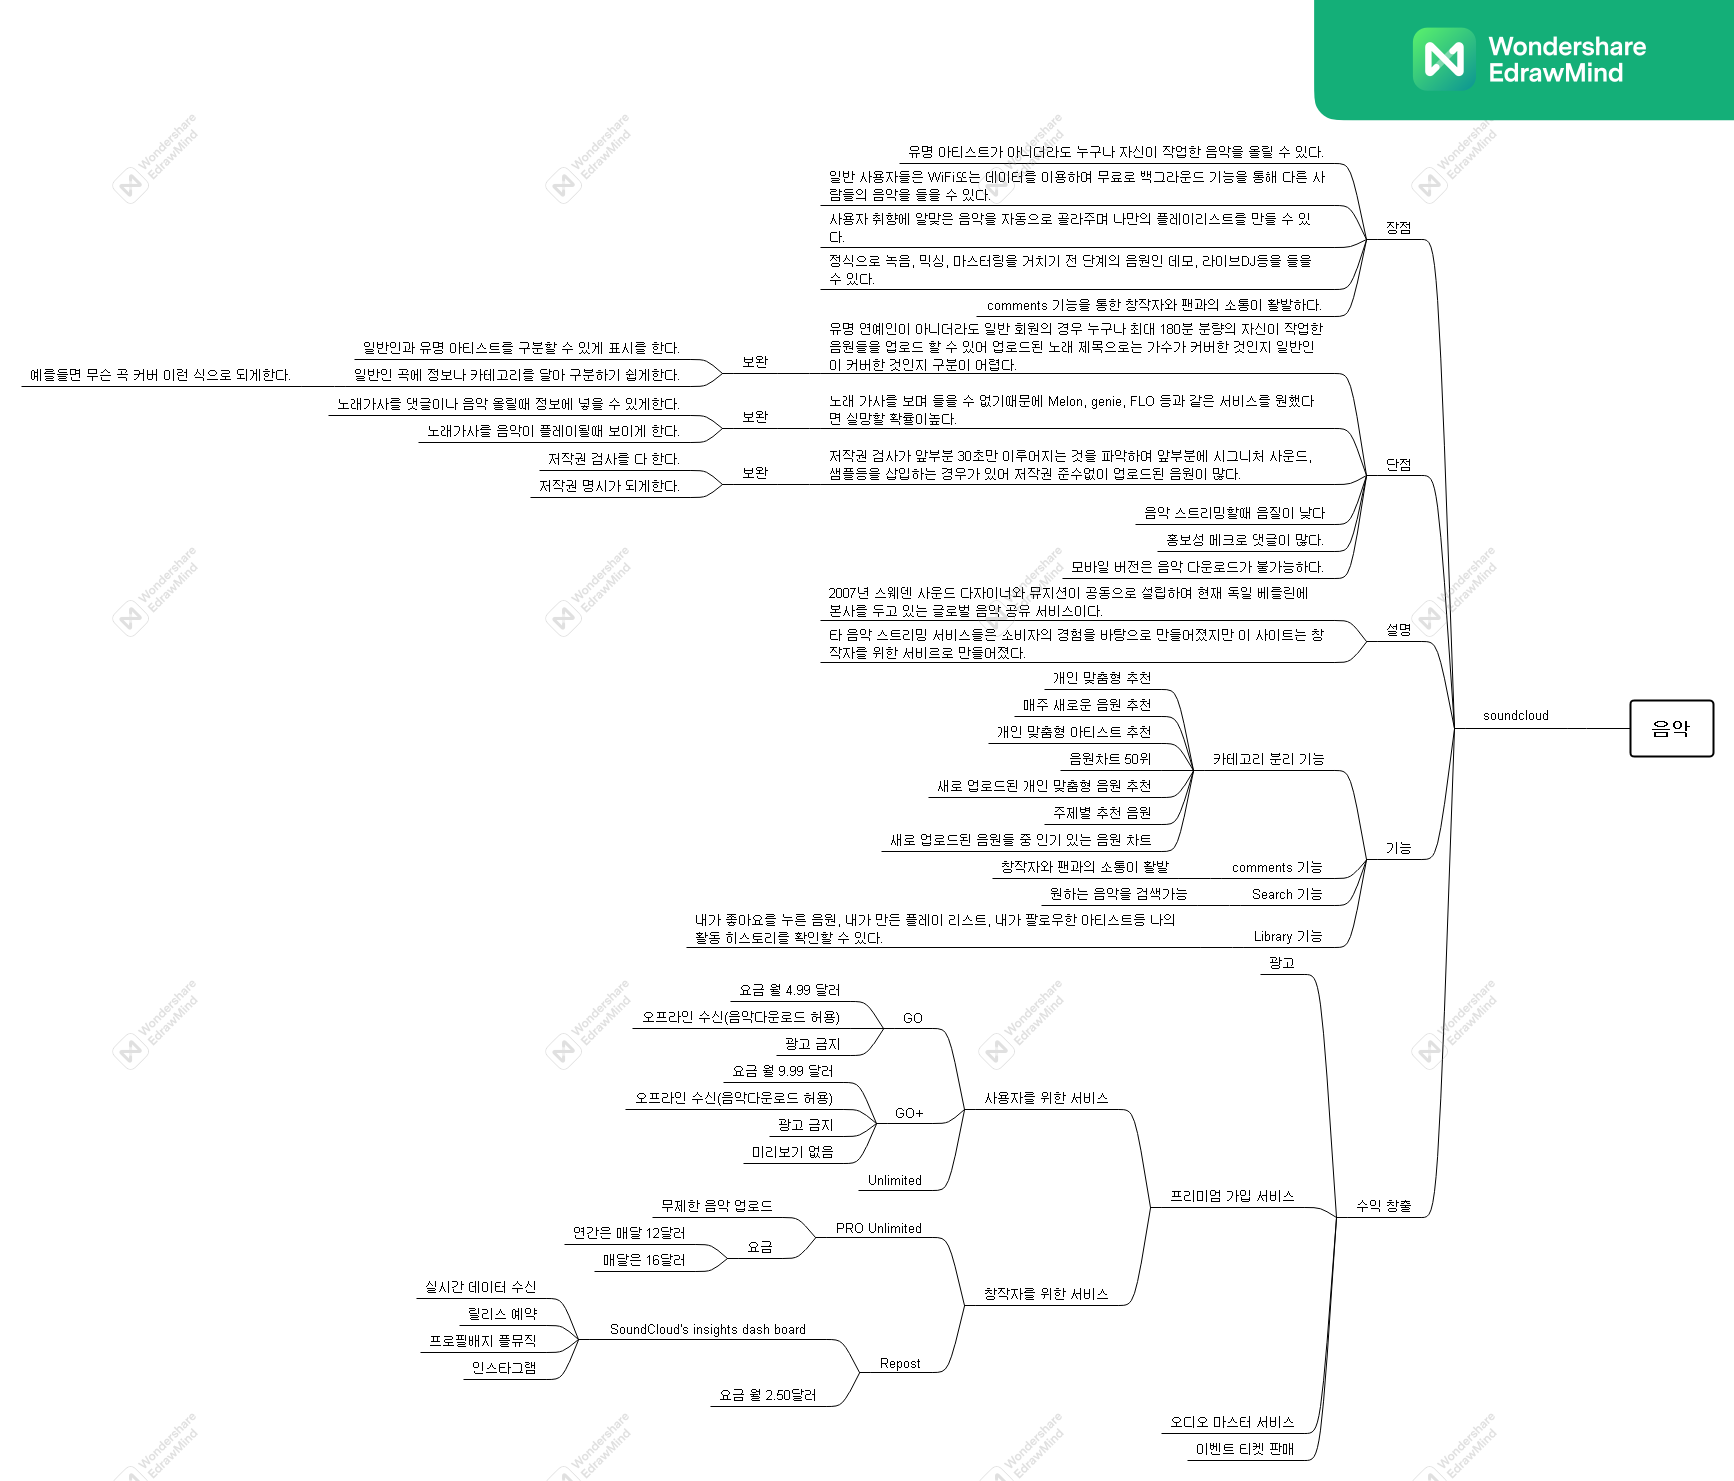 Wondershare
EdrawMind
유명 아티스트가 아니더라도 누구나 자신이 작업한 음악을 올릴 수 있다.
일반 사용자들은 WiFi또는 데이터를 이용하며 무료로 백그라운드 기능을 통해 다른 사
람들의 음악을 들을 수 있다.
사용자 취향에 알맞은 음악을 자동으로 골라주며 나만의 플레이리스트를 만들 수 있
다.
장점
정식으로 녹음, 믹싱, 마스터링을 거치기 전 단계의 음원인 데모, 라이브DJ등을 들을
수 있다.
comments 기능을 통한 창작자와 팬과의 소통이 활발하다.
유명 연예인이 아니더라도 일반 회원의 경우 누구나 최대 180분 분량의 자신이 작업한
음원들을 업로드 할 수 있어 업로드된 노래 제목으로는 가수가 커버한 것인지 일반인
이 커버한 것인지 구분이 어렵다.
보완
일반인과 유명 아티스트를 구분할 수 있게 표시를 한다.
일반인 곡에 정보나 카테고리를 달아 구분하기 쉽게한다.
예를들면 무슨 곡 커버 이런 식으로 되게한다.
노래 가사를 보며 들을 수 없기때문에 Melon, genie, FLO 등과 같은 서비스를 원했다
면 실망할 확률이높다.
보완
노래가사를 댓글이나 음악 올릴때 정보에 넣을 수 있게한다.
노래가사를 음악이 플레이될때 보이게 한다.
저작권 검사가 앞부분 30초만 이루어지는 것을 파악하여 앞부분에 시그니처 사운드,
샘플등을 삽입하는 경우가 있어 저작권 준수없이 업로드된 음원이 많다.
보완
저작권 검사를 다 한다.
저작권 명시가 되게한다.
단점
음악 스트리밍할때 음질이 낮다
홍보성 메크로 댓글이 많다.
모바일 버전은 음악 다운로드가 불가능하다.
2007년 스웨덴 사운드 다자이너와 뮤지션이 공동으로 설립하여 현재 독일 베를린에
본사를 두고 있는 글로벌 음악 공유 서비스이다.
설명
타 음악 스트리밍 서비스들은 소비자의 경험을 바탕으로 만들어졌지만 이 사이트는 창
작자를 위한 서비르로 만들어졌다.
음악
soundcloud
개인 맞춤형 추천
매주 새로운 음원 추천
개인 맞춤형 아티스트 추천
음원차트 50위
카테고리 분리 기능
새로 업로드된 개인 맞춤형 음원 추천
주제별 추천 음원
새로 업로드된 음원들 중 인기 있는 음원 차트
기능
창작자와 팬과의 소통이 활발
comments 기능
원하는 음악을 검색가능
Search 기능
내가 좋아요를 누른 음원, 내가 만든 플레이 리스트, 내가 팔로우한 아티스트등 나의
활동 히스토리를 확인할 수 있다.
Library 기능
광고
요금 월 4.99 달러
오프라인 수신(음악다운로드 허용)
GO
광고 금지
요금 월 9.99 달러
오프라인 수신(음악다운로드 허용)
GO+
광고 금지
미리보기 없음
Unlimited
사용자를 위한 서비스
프리미엄 가입 서비스
수익 창출
무제한 음악 업로드
PRO Unlimited
연간은 매달 12달러
요금
매달은 16달러
창작자를 위한 서비스
실시간 데이터 수신
릴리스 예약
SoundCloud's insights dash board
프로필배지 플뮤직
인스타그램
Repost
요금 월 2.50달러
오디오 마스터 서비스
이벤트 티켓 판매